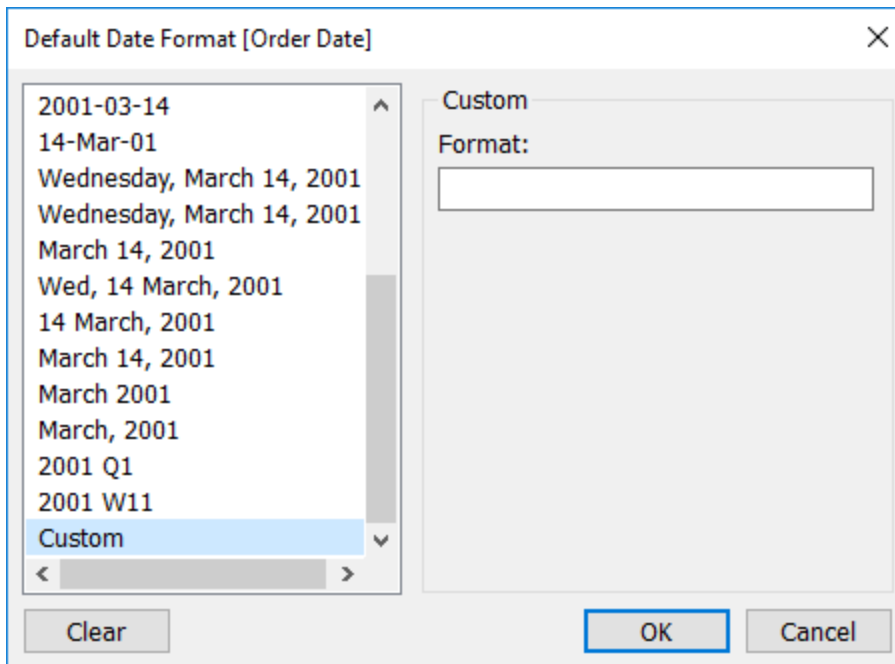 Default Date Format [Order Date]
2001-03-14
14-Mar-01
Wednesday, March 14, 2001
Wednesday, March 14, 2001
March 14, 2001
Wed, 14 March, 2001
14 March, 2001
March 14, 2001
March 2001
March, 2001
2001 Q1
2001 W11
Custom
Custom
Format:
Clear
OK
Cancel